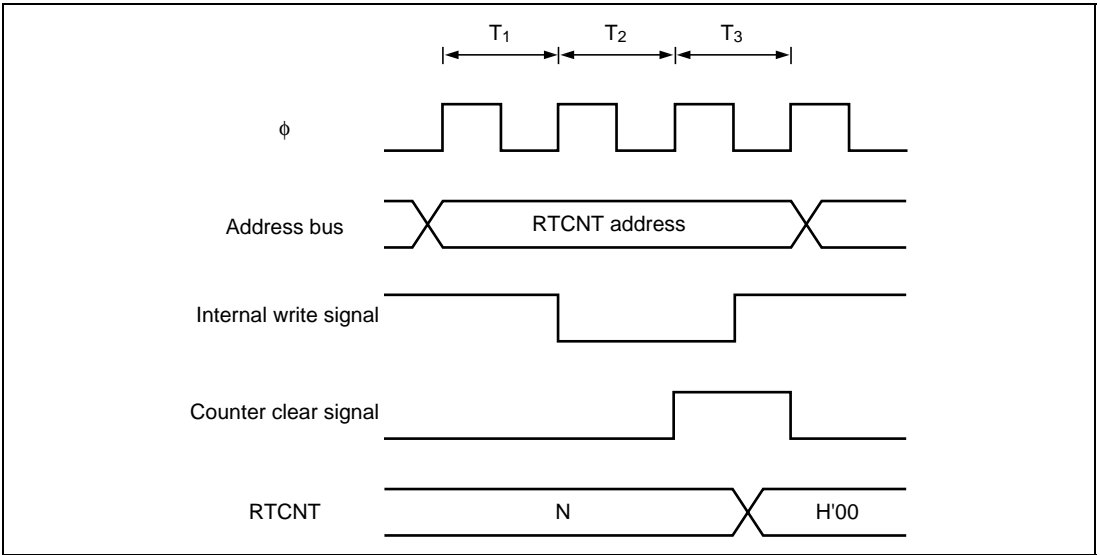 T1 T2 T3
φ
Address bus RTCNT address
Internal write signal
Counter clear signal
RTCNT N H'00